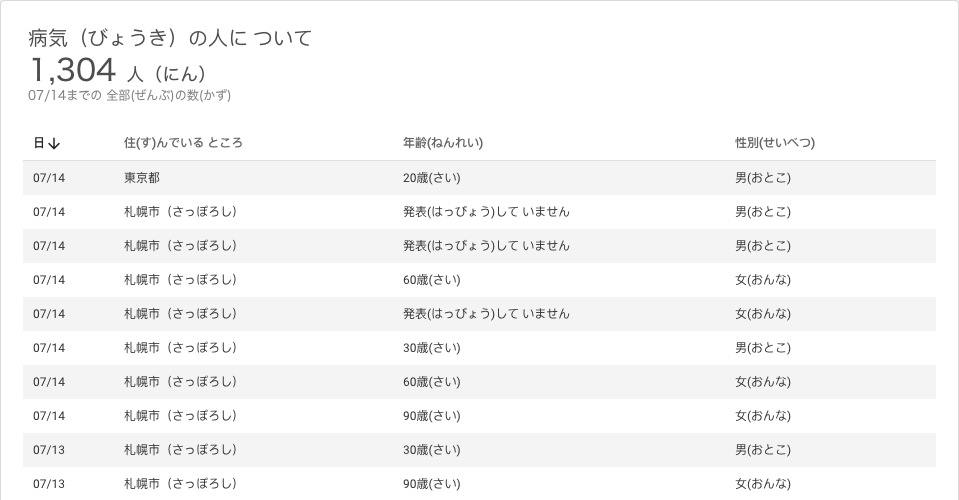 病気（びょうき）の人に ついて
1,304 人（にん）
07/14までの 全部(ぜんぶ)の数(かず)
日↓ 住(す)んでいる ところ 年齢(ねんれい) 性別(せいべつ)
07/14 東京都 20歳(さい) 男(おとこ)
07/14 札幌市（さっぽろし） 発表(はっぴょう)して いません 男(おとこ)
07/14 札幌市（さっぽろし） 発表(はっぴょう)して いません 男(おとこ)
07/14 札幌市（さっぽろし） 60歳(さい) 女(おんな)
07/14 札幌市（さっぽろし） 発表(はっぴょう)して いません 女(おんな)
07/14 札幌市（さっぽろし） 30歳(さい) 男(おとこ)
07/14 札幌市（さっぽろし） 60歳(さい) 女(おんな)
07/14 札幌市（さっぽろし） 90歳(さい) 女(おんな)
07/13 札幌市（さっぽろし） 30歳(さい) 男(おとこ)
07/13 札幌市（さっぽろし） 90歳(さい) 女(おんな)